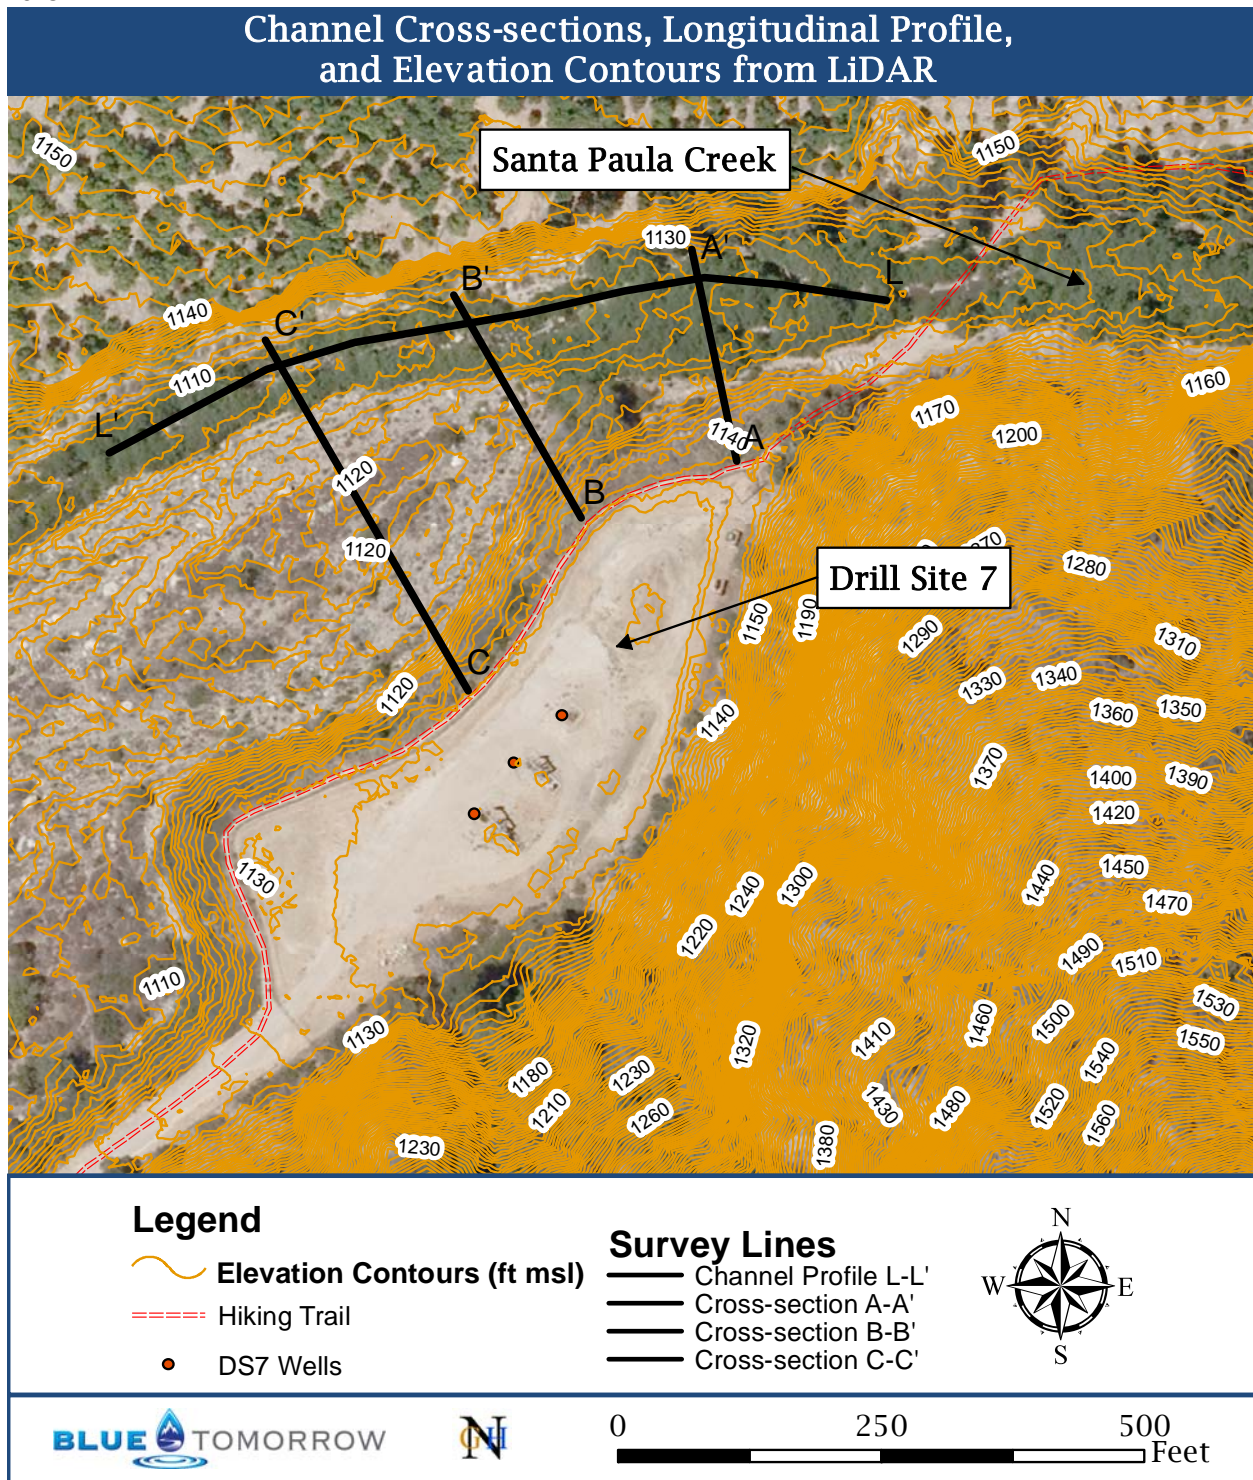 Channel Cross-sections, Longitudinal Profile,
and Elevation Contours from LiDAR
1150
Santa Paula Creek
1150
1130
A'
B'
L
1140
C'
1110
1160
1170
L'
1140
A
1200
1120
B
1120
1270
1280
Drill Site 7
1150
1190
1290
1310
C
1120
1330
1340
1140
1360
1350
1370
1400
1390
1420
1130
1240
1300
1440
1450
1470
1220
1490
1510
1110
1530
1130
1320
1410
1460
1500
1550
1180
1230
1540
1210
1260
1430
1480
1520
1560
1230
1380
Legend
Elevation Contours (ft msl)
Hiking Trail
DS7 Wells
Survey Lines
Channel Profile L-L'
Cross-section A-A'
Cross-section B-B'
Cross-section C-C'
N
W E
S
BLUE TOMORROW
GNH
0 250 500
Feet